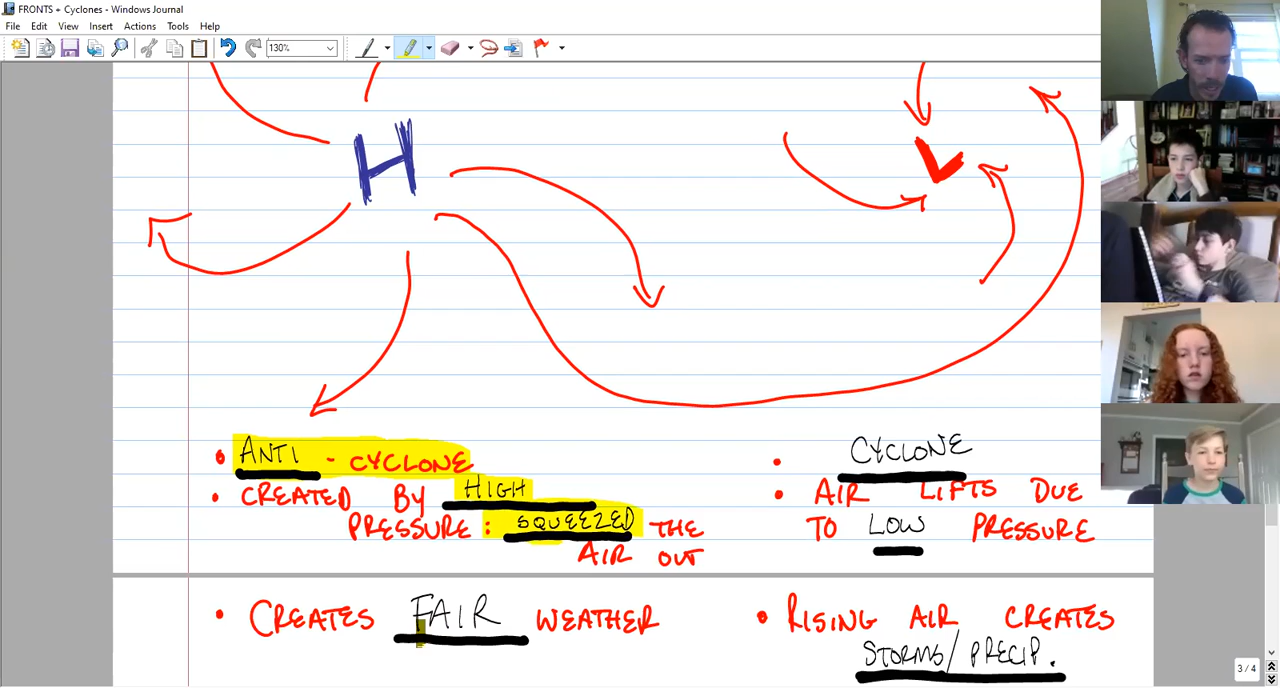 FRONTS + Cyclones - Windows Journal
File Edit View Insert Actions Tools Help
130%
H
L
• ANTI - CYCLONE
• CREATED BY HIGH
PRESSURE : SQUEEZED THE
AIR OUT
• CREATES FAIR WEATHER
• CYCLONE
• AIR LIFTS DUE
TO LOW PRESSURE
• RISING AIR CREATES
STORMS/PRECIP.
3 / 4